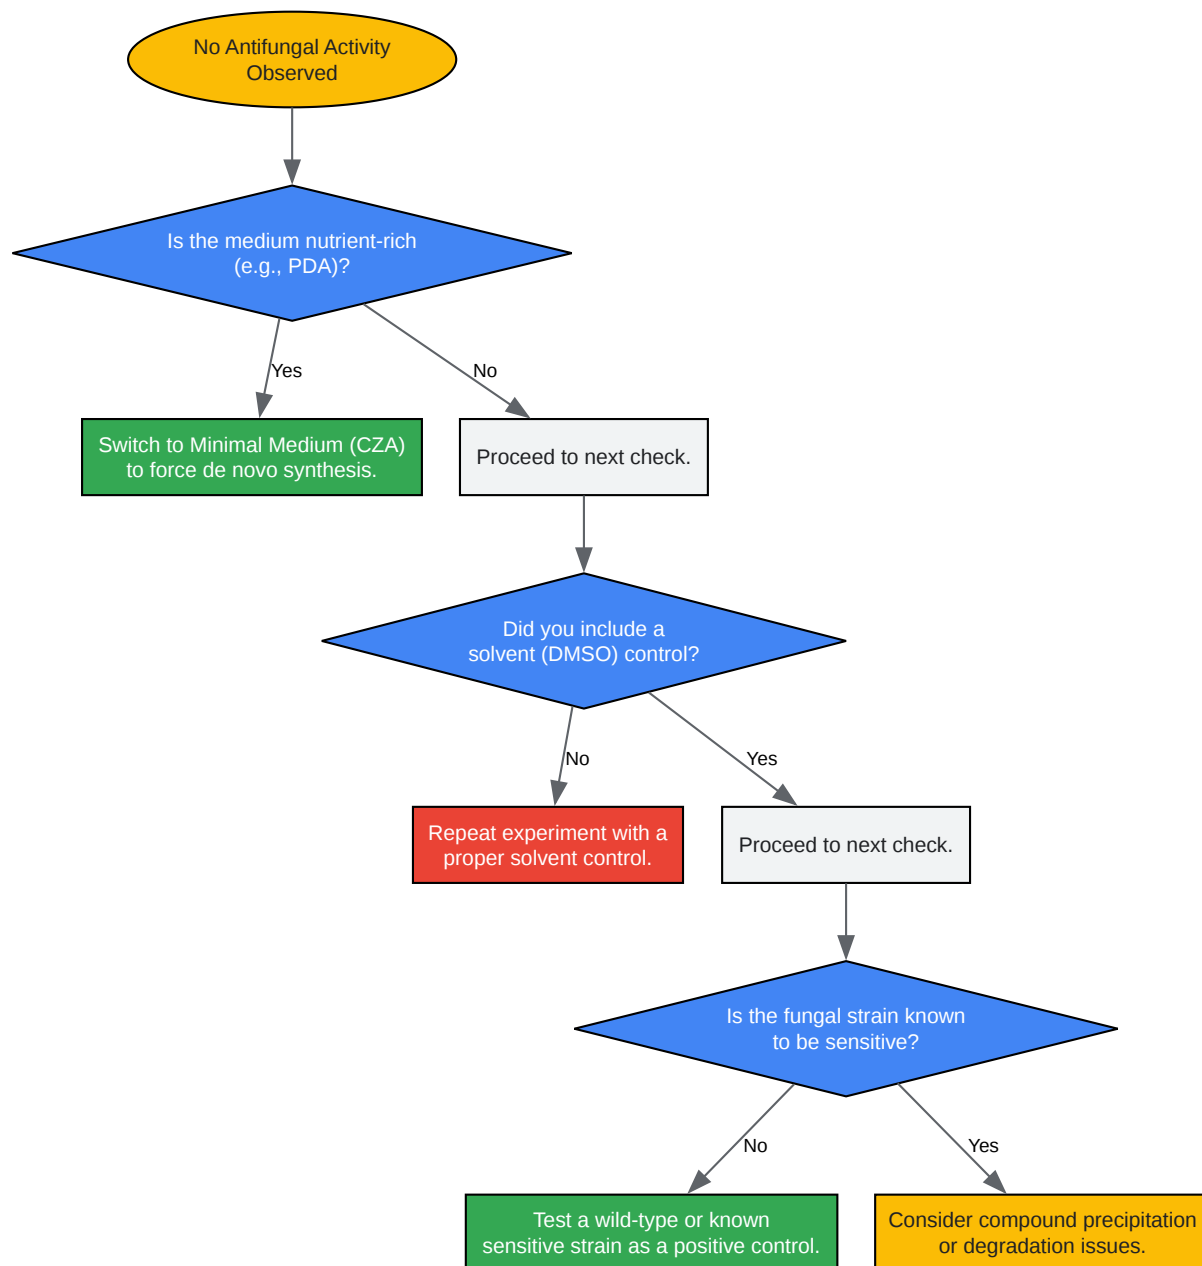 No Antifungal Activity
Observed
Is the medium nutrient-rich
(e.g., PDA)?
Yes
No
Switch to Minimal Medium (CZA)
to force de novo synthesis.
Proceed to next check.
Did you include a
solvent (DMSO) control?
No
Yes
Repeat experiment with a
proper solvent control.
Proceed to next check.
Is the fungal strain known
to be sensitive?
No
Yes
Test a wild-type or known
sensitive strain as a positive control.
Consider compound precipitation
or degradation issues.